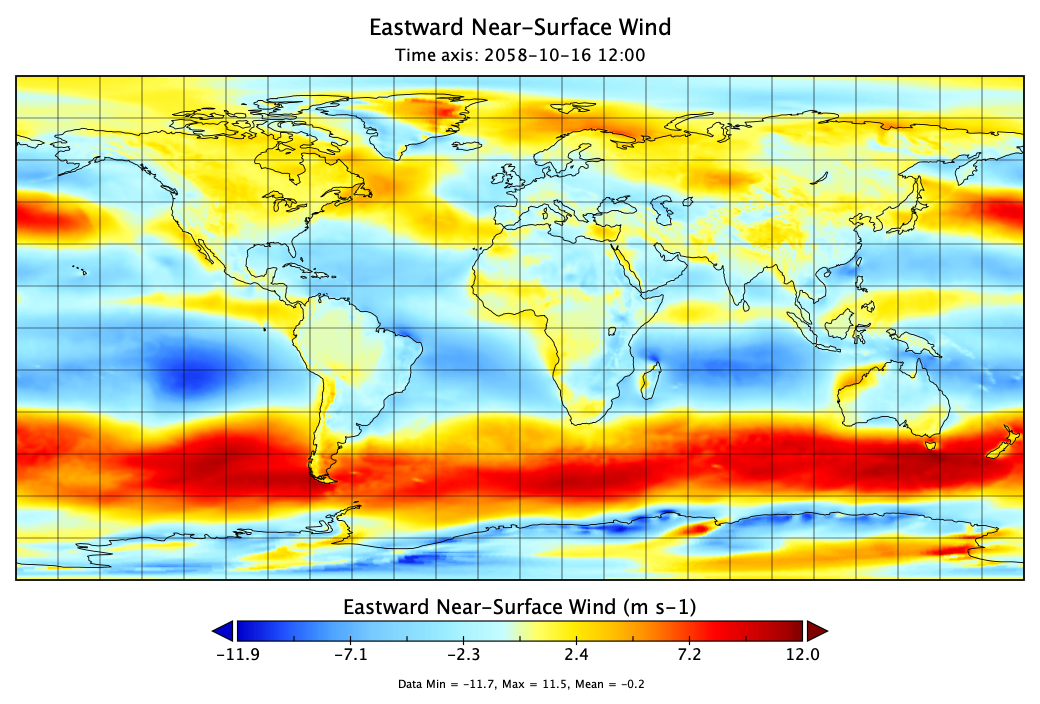 Eastward Near-Surface Wind
Time axis: 2058-10-16 12:00
Eastward Near-Surface Wind (m s-1)
-11.9 -7.1 -2.3 2.4 7.2 12.0
Data Min = -11.7, Max = 11.5, Mean = -0.2